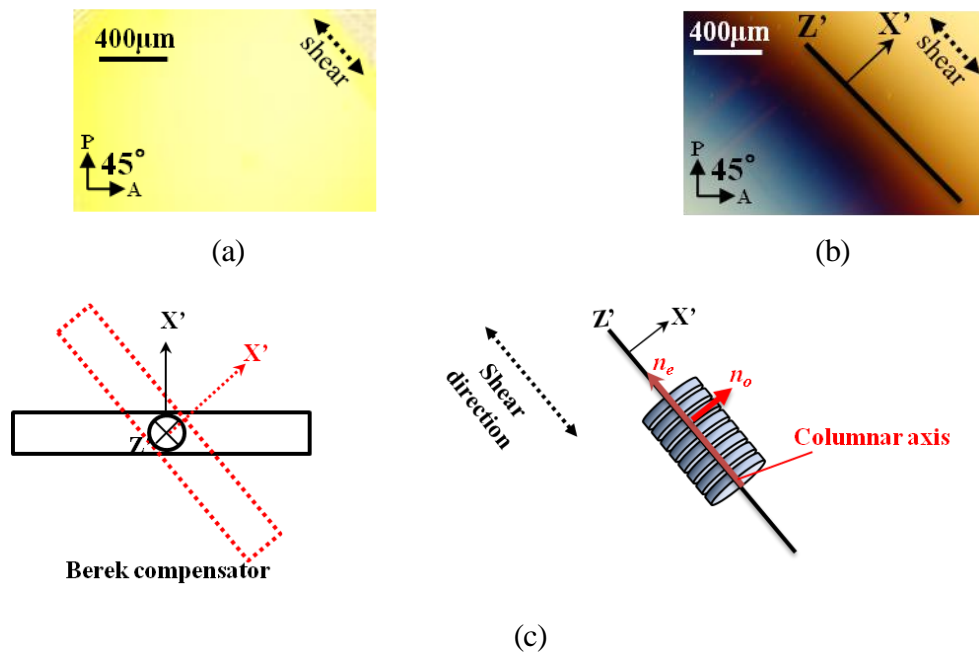 400μm
shear
P
45°
A
(a)
400μm
Z’
X’
shear
P
45°
A
(b)
X’
X’
Z’
Berek compensator
Z’
X’
Shear
direction
ne
no
Columnar axis
(c)